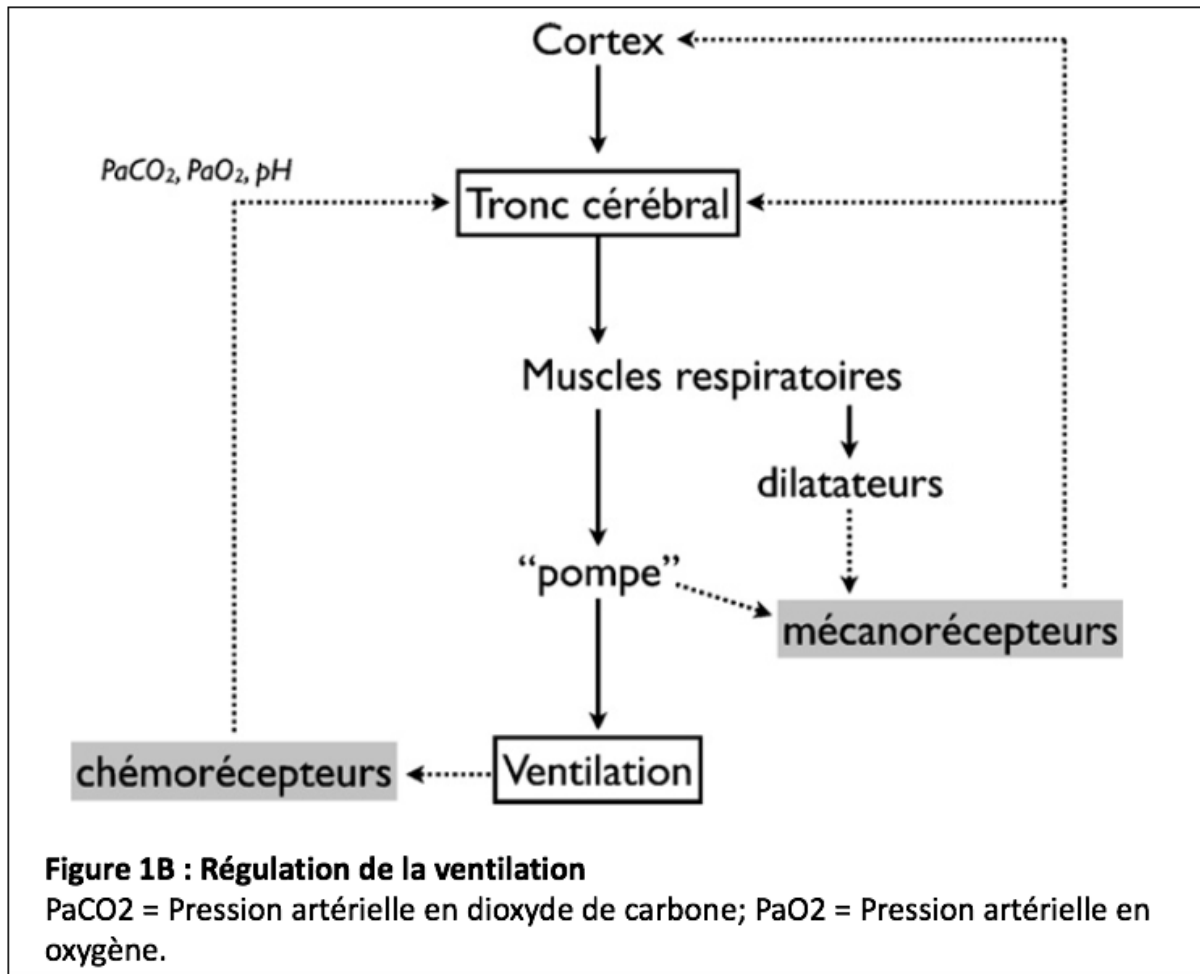 Cortex
PaCO₂, PaO₂, pH
Tronc cérébral
Muscles respiratoires
dilatateurs
“pompe”
mécanorécepteurs
chémorécepteurs
Ventilation
Figure 1B : Régulation de la ventilation
PaCO2 = Pression artérielle en dioxyde de carbone; PaO2 = Pression artérielle en
oxygène.